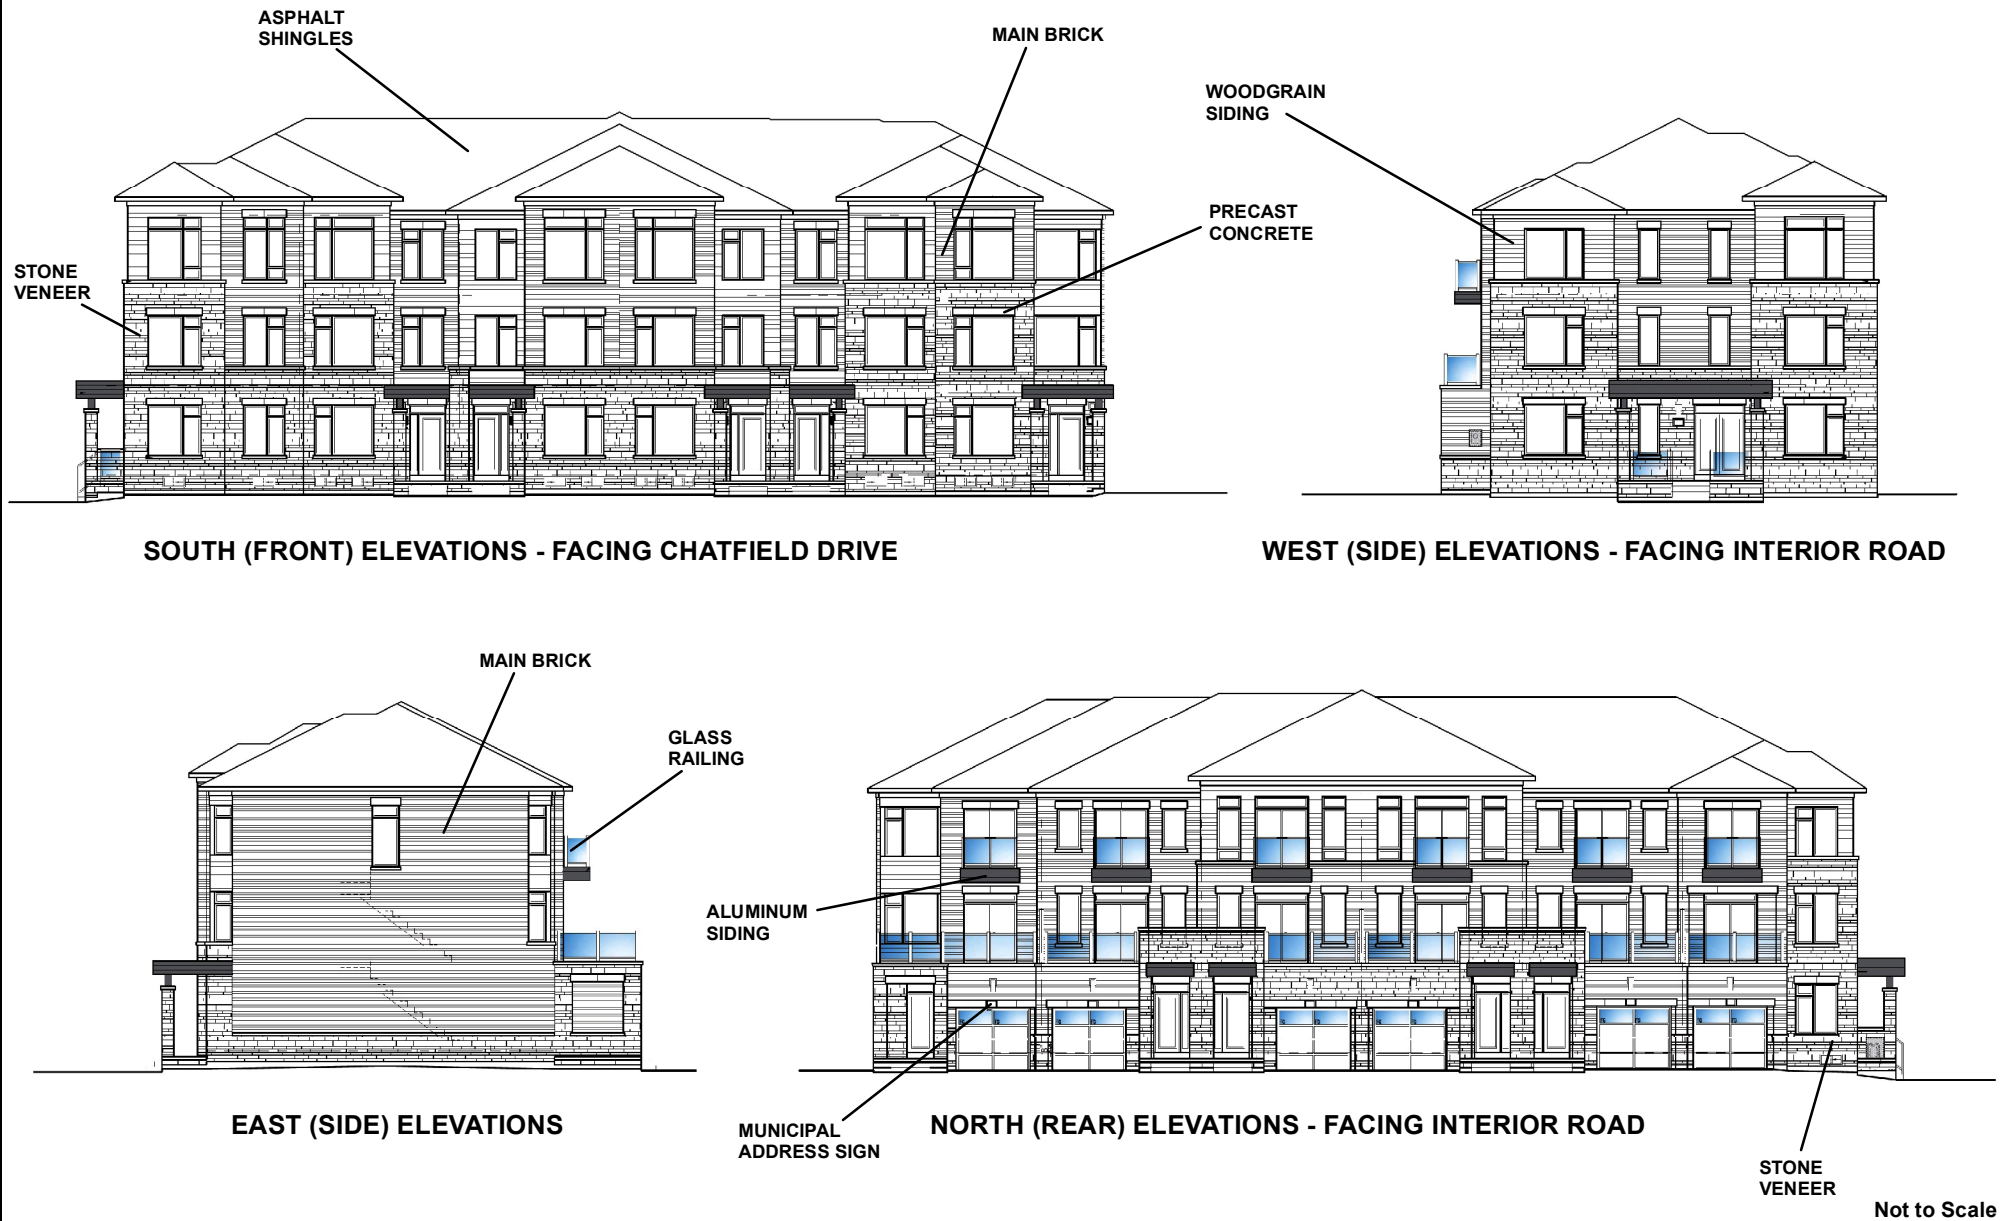 ASPHALT
SHINGLES
MAIN BRICK
WOODGRAIN
SIDING
PRECAST
CONCRETE
STONE
VENEER
SOUTH (FRONT) ELEVATIONS - FACING CHATFIELD DRIVE
WEST (SIDE) ELEVATIONS - FACING INTERIOR ROAD
MAIN BRICK
GLASS
RAILING
ALUMINUM
SIDING
EAST (SIDE) ELEVATIONS
MUNICIPAL
ADDRESS SIGN
NORTH (REAR) ELEVATIONS - FACING INTERIOR ROAD
STONE
VENEER
Not to Scale